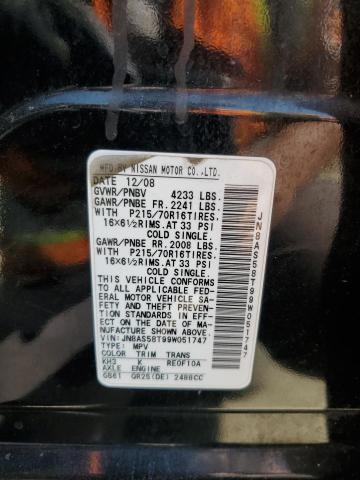 MFD BY NISSAN MOTOR CO.,LTD.
DATE 12/08
GVWR/PNBV 4233 LBS.
GAWR/PNBE FR. 2241 LBS.
WITH P215/70R16TIRES.
16X6½RIMS.AT 33 PSI
COLD SINGLE.
GAWR/PNBE RR. 2008 LBS.
WITH P215/70R16TIRES.
16X6½RIMS.AT 33 PSI
COLD SINGLE.
THIS VEHICLE CONFORMS
TO ALL APPLICABLE FED-
ERAL MOTOR VEHICLE SA-
FETY AND THEFT PREV-
ENTION STANDARDS IN EFF-
ECT ON THE DATE OF MA-
NUFACTURE SHOWN ABOVE.
VIN:JN8AS58T99W051747
MPV
COLOR TRIM TRANS
KH3 K RE0F10A
AXLE ENGINE
GB61 QR25(DE) 2488CC
JN8AS58T99W051747